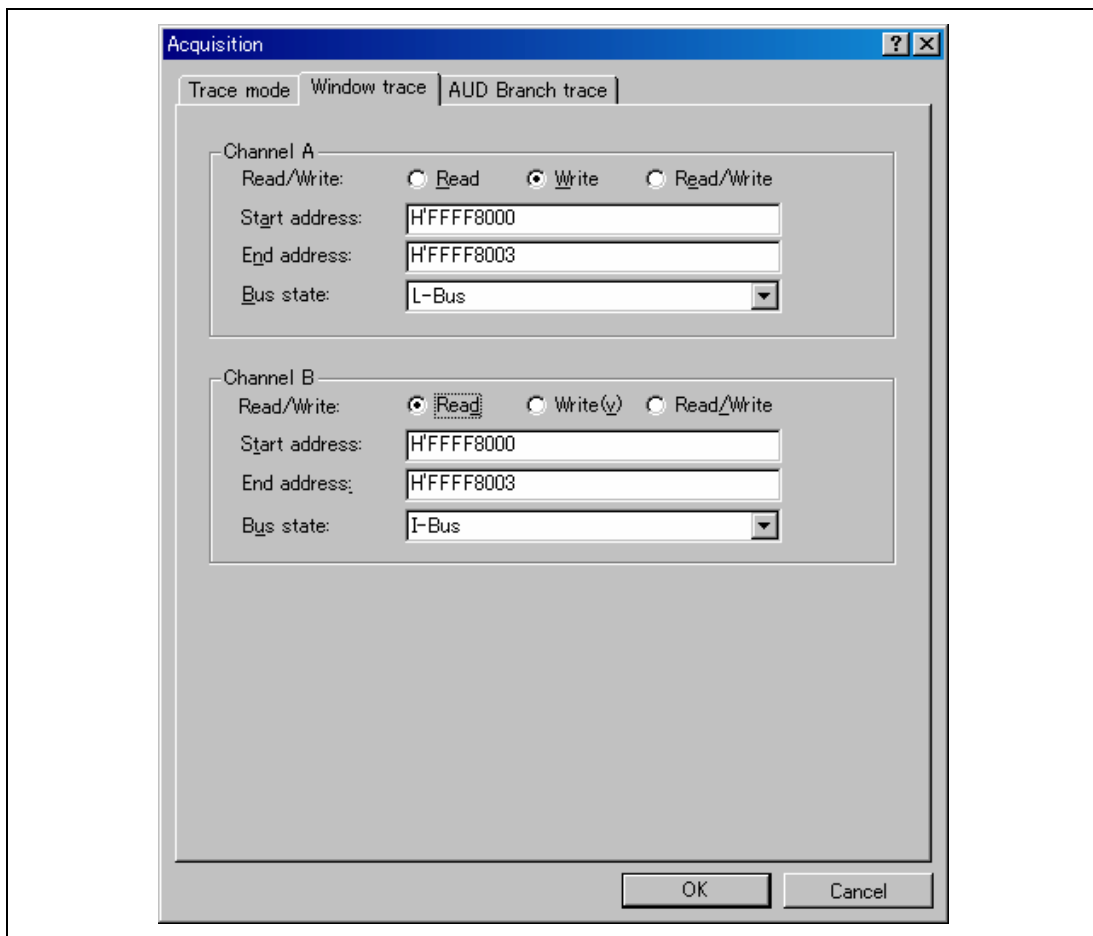 Acquisition
Trace mode Window trace AUD Branch trace
Channel A
Read/Write: Read Write Read/Write
Start address: H'FFFF8000
End address: H'FFFF8003
Bus state: L-Bus
Channel B
Read/Write: Read Write(v) Read/Write
Start address: H'FFFF8000
End address: H'FFFF8003
Bus state: I-Bus
OK Cancel